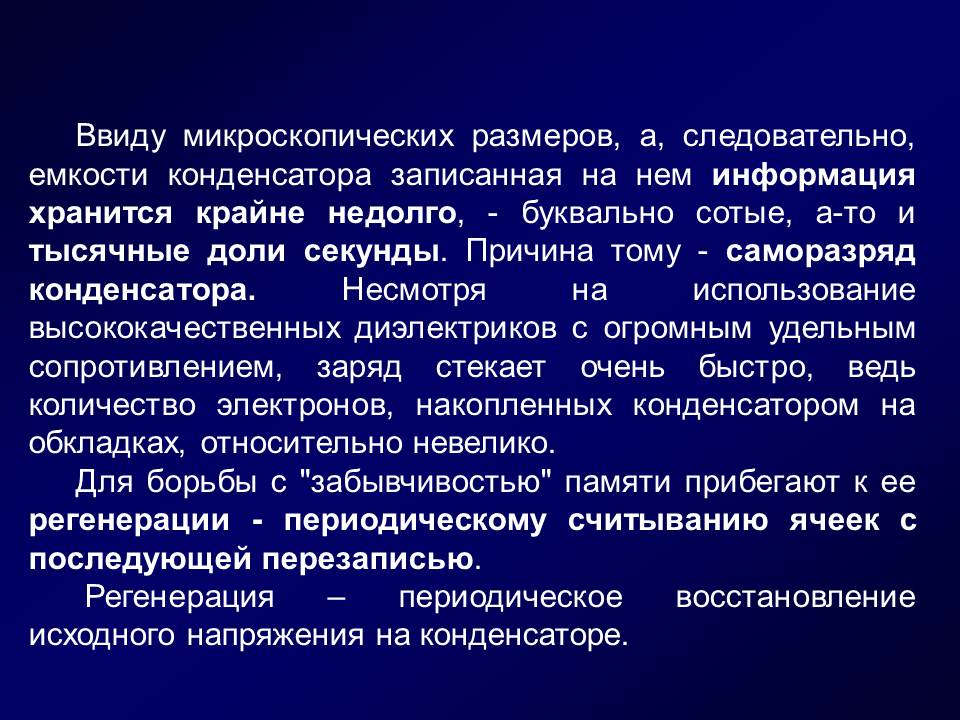 Ввиду микроскопических размеров, а, следовательно,
емкости конденсатора записанная на нем информация
хранится крайне недолго, - буквально сотые, а-то и
тысячные доли секунды. Причина тому - саморазряд
конденсатора. Несмотря на использование
высококачественных диэлектриков с огромным удельным
сопротивлением, заряд стекает очень быстро, ведь
количество электронов, накопленных конденсатором на
обкладках, относительно невелико.
Для борьбы с "забывчивостью" памяти прибегают к ее
регенерации - периодическому считыванию ячеек с
последующей перезаписью.
Регенерация – периодическое восстановление
исходного напряжения на конденсаторе.